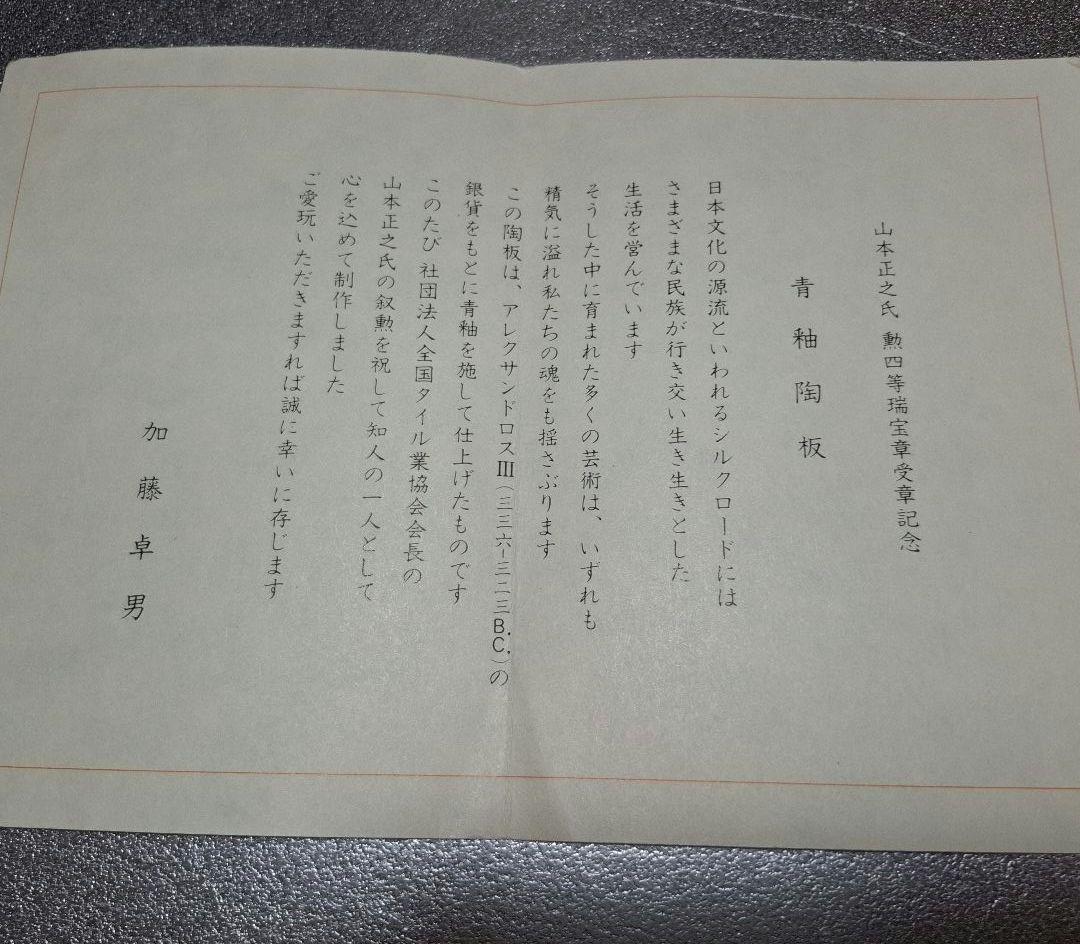 山本正之氏 勲四等瑞宝章受章記念
青釉陶板
日本文化の源流といわれるシルクロードには
さまざまな民族が行き交い生き生きとした
生活を営んでいます
そうした中に育まれた多くの芸術は、いずれも
精気に溢れ私たちの魂をも揺さぶります
この陶板は、アレクサンドロスⅢ(三三六−三二三B.C.)の
銀貨をもとに青釉を施して仕上げたものです
このたび 社団法人全国タイル業協会会長の
山本正之氏の叙勲を祝して知人の一人として
心を込めて制作しました
ご愛玩いただきますれば誠に幸いに存じます
加藤卓男